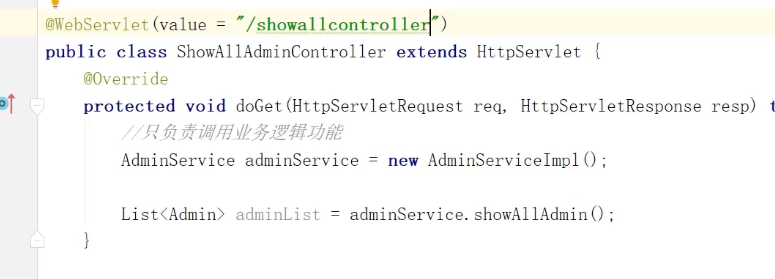 @WebServlet(value = "/showallcontroller")
public class ShowAllAdminController extends HttpServlet {
@Override
protected void doGet(HttpServletRequest req, HttpServletResponse resp) t
//只负责调用业务逻辑功能
AdminService adminService = new AdminServiceImpl();
List<Admin> adminList = adminService.showAllAdmin();
}